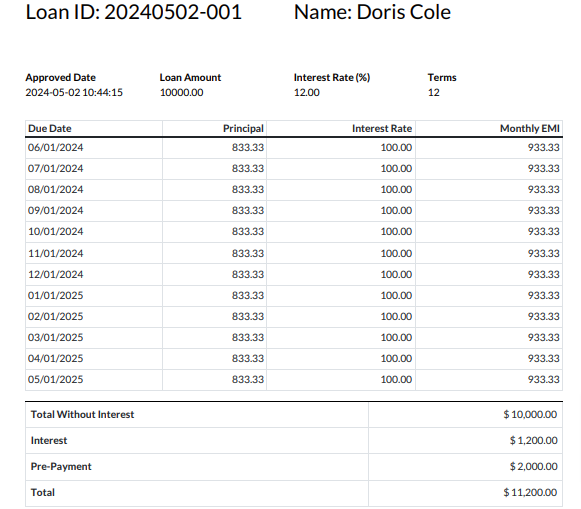 Loan ID: 20240502-001 Name: Doris Cole
Approved Date Loan Amount Interest Rate (%) Terms
2024-05-02 10:44:15 10000.00 12.00 12
Due Date Principal Interest Rate Monthly EMI
06/01/2024 833.33 100.00 933.33
07/01/2024 833.33 100.00 933.33
08/01/2024 833.33 100.00 933.33
09/01/2024 833.33 100.00 933.33
10/01/2024 833.33 100.00 933.33
11/01/2024 833.33 100.00 933.33
12/01/2024 833.33 100.00 933.33
01/01/2025 833.33 100.00 933.33
02/01/2025 833.33 100.00 933.33
03/01/2025 833.33 100.00 933.33
04/01/2025 833.33 100.00 933.33
05/01/2025 833.33 100.00 933.33
Total Without Interest $ 10,000.00
Interest $ 1,200.00
Pre-Payment $ 2,000.00
Total $ 11,200.00